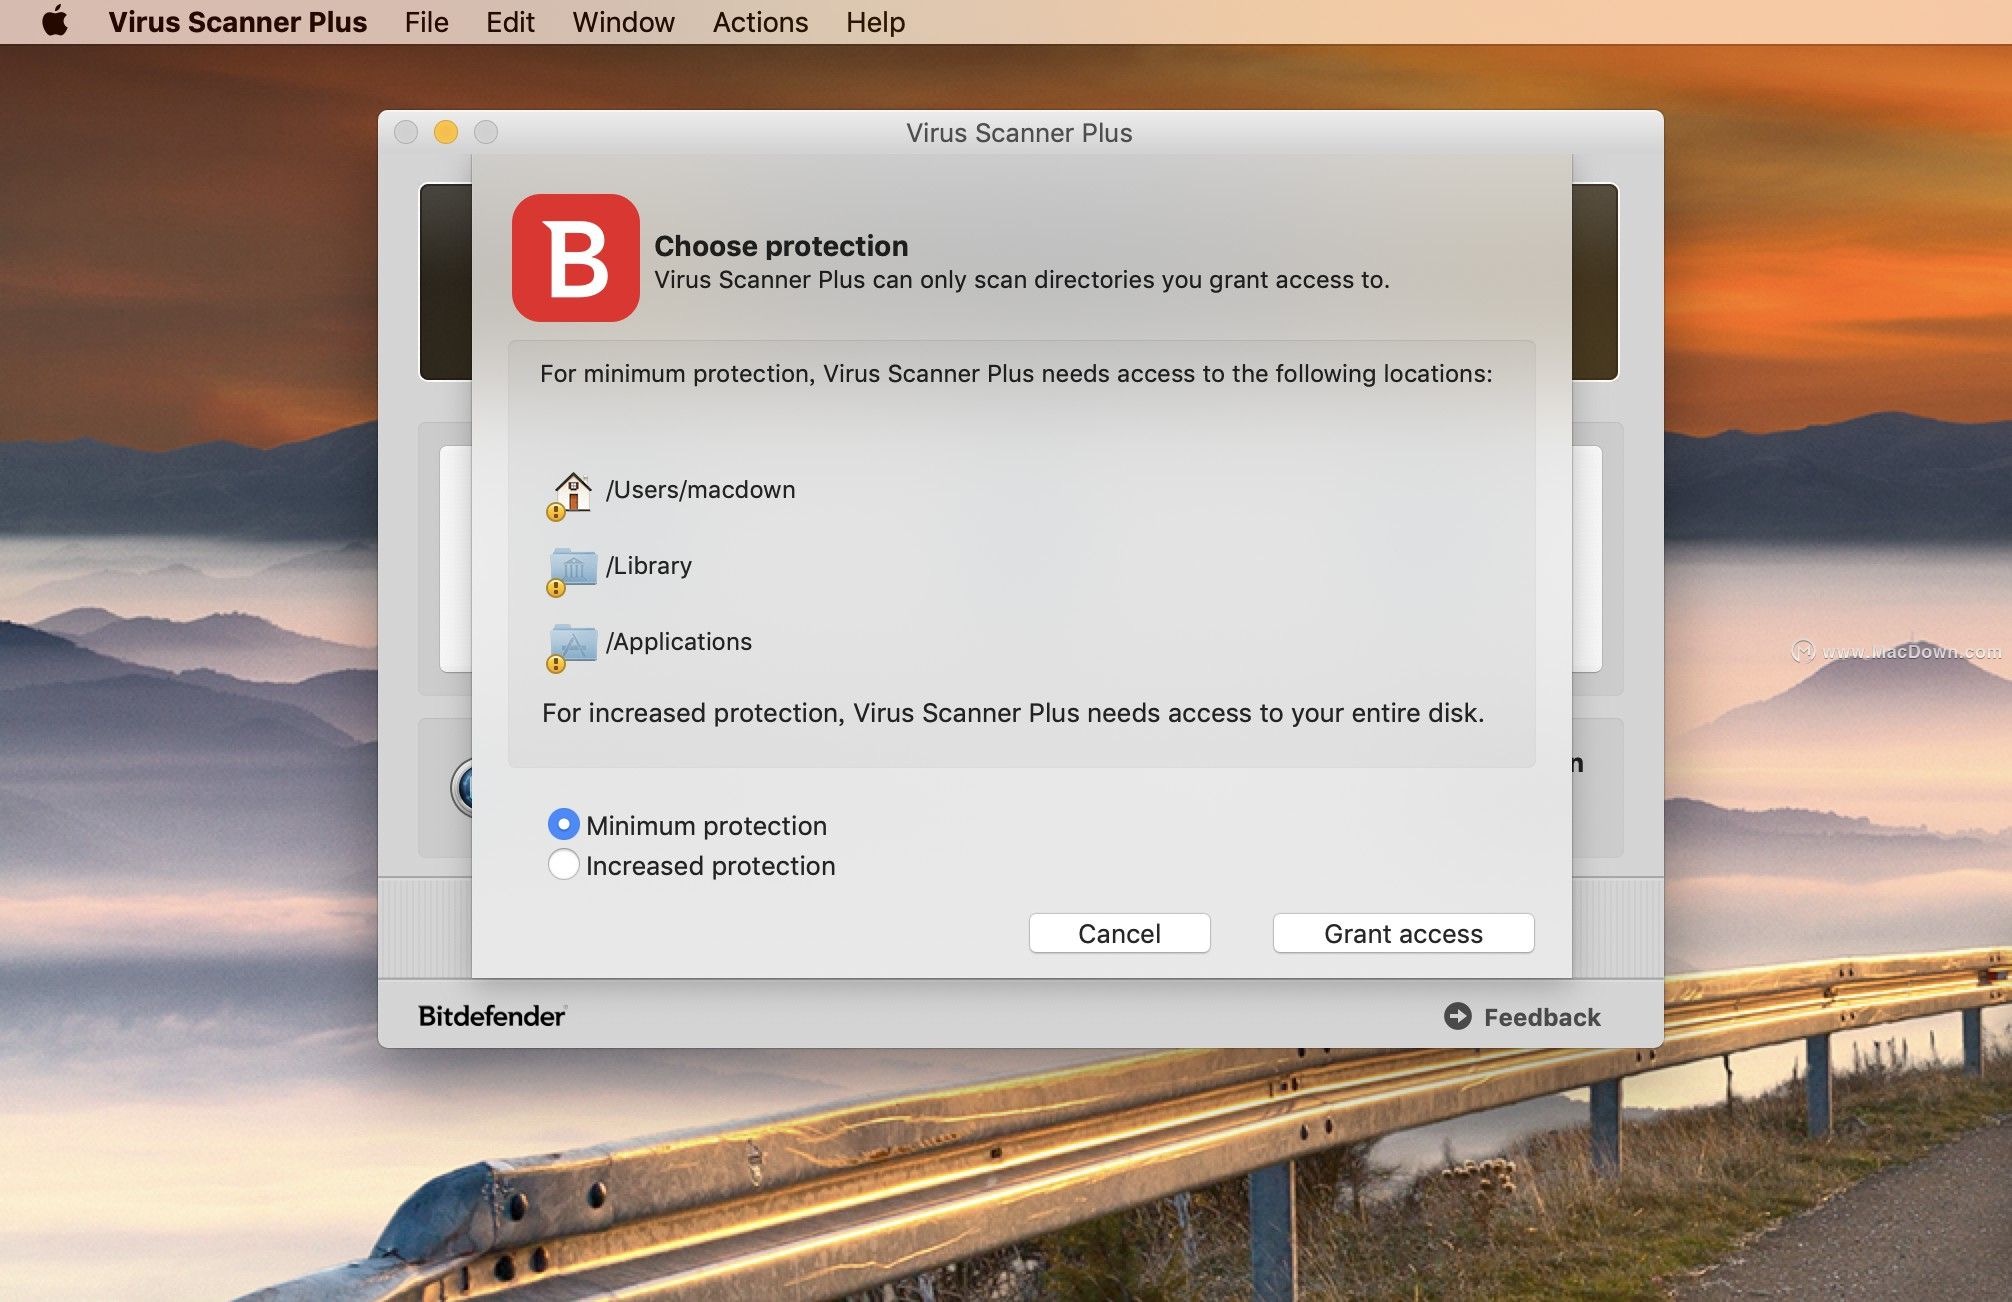 Virus Scanner Plus File Edit Window Actions Help
Virus Scanner Plus
B
Choose protection
Virus Scanner Plus can only scan directories you grant access to.
For minimum protection, Virus Scanner Plus needs access to the following locations:
/Users/macdown
/Library
/Applications
www.MacDown.com
For increased protection, Virus Scanner Plus needs access to your entire disk.
n
Minimum protection
Increased protection
Cancel Grant access
Bitdefender Feedback